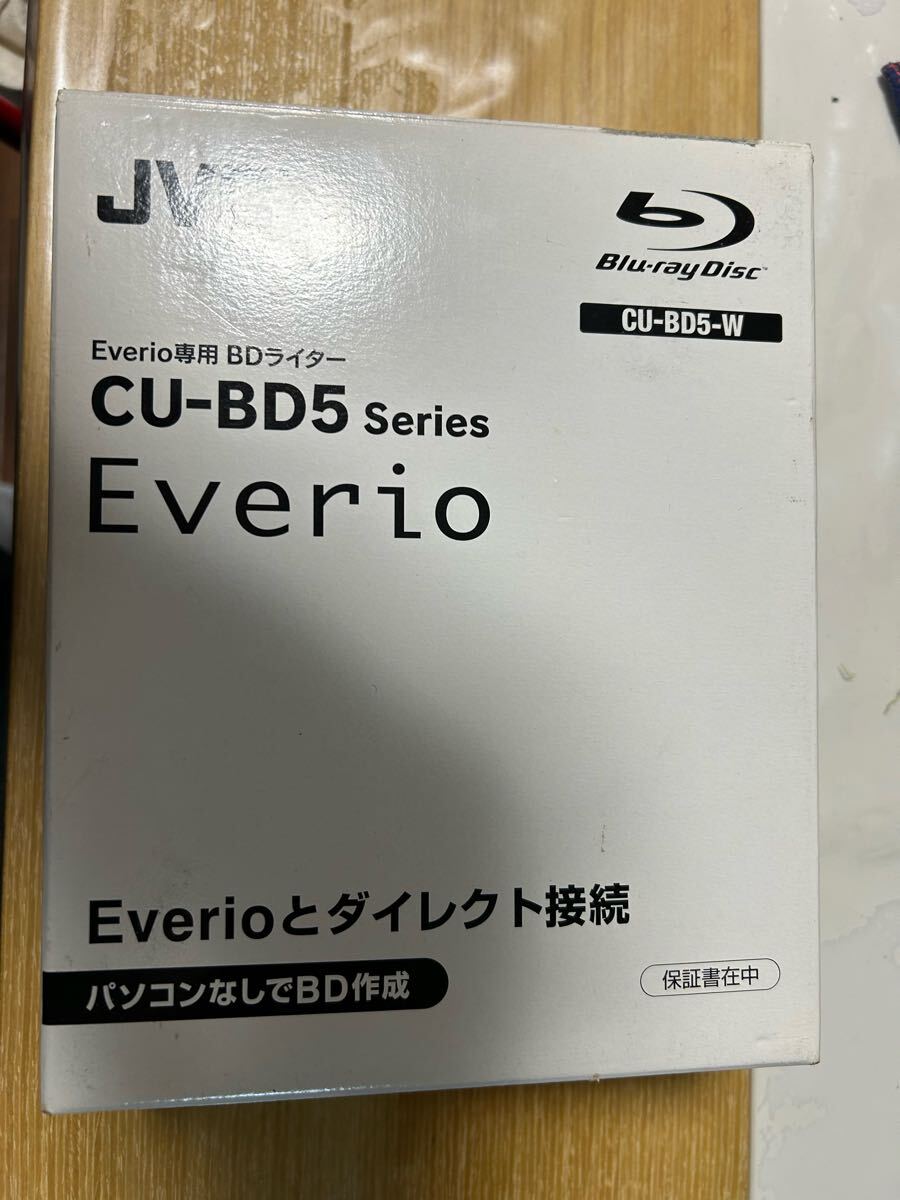 JV
Blu-ray Disc™
CU-BD5-W
Everio専用 BDライター
CU-BD5 Series
Everio
Everioとダイレクト接続
パソコンなしでBD作成
保証書在中